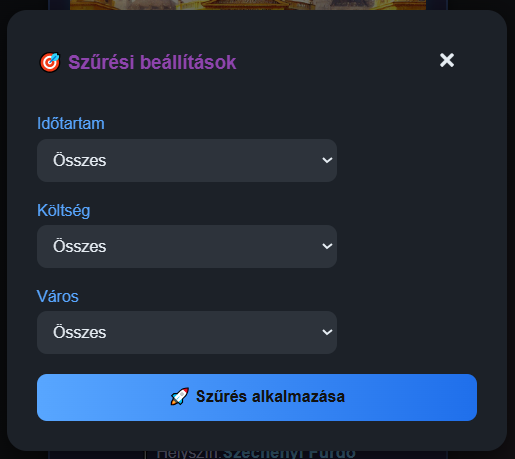 🎯 Szűrési beállítások ×
Időtartam
Összes
Költség
Összes
Város
Összes
🚀 Szűrés alkalmazása
Helyszín: Széchenyi Fürdő